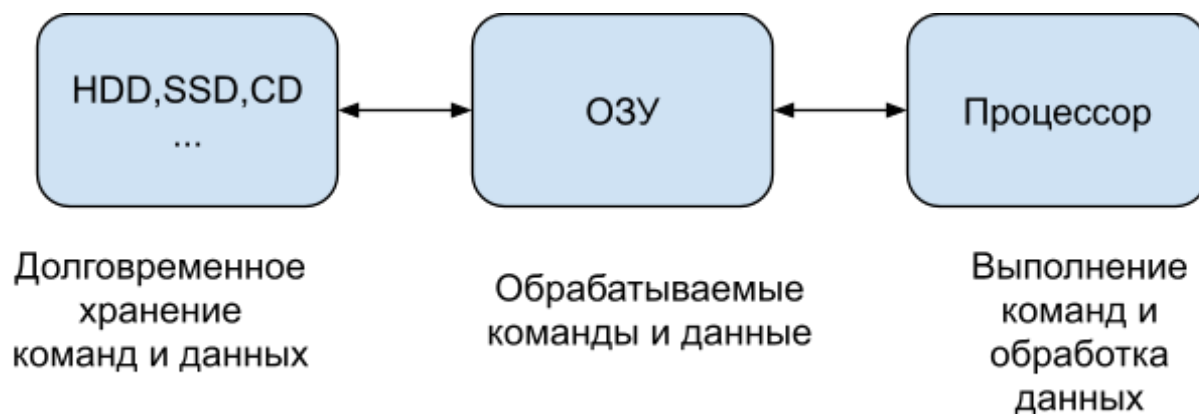 HDD,SSD,CD
...
ОЗУ
Процессор
Долговременное
хранение
команд и данных
Обрабатываемые
команды и данные
Выполнение
команд и
обработка
данных